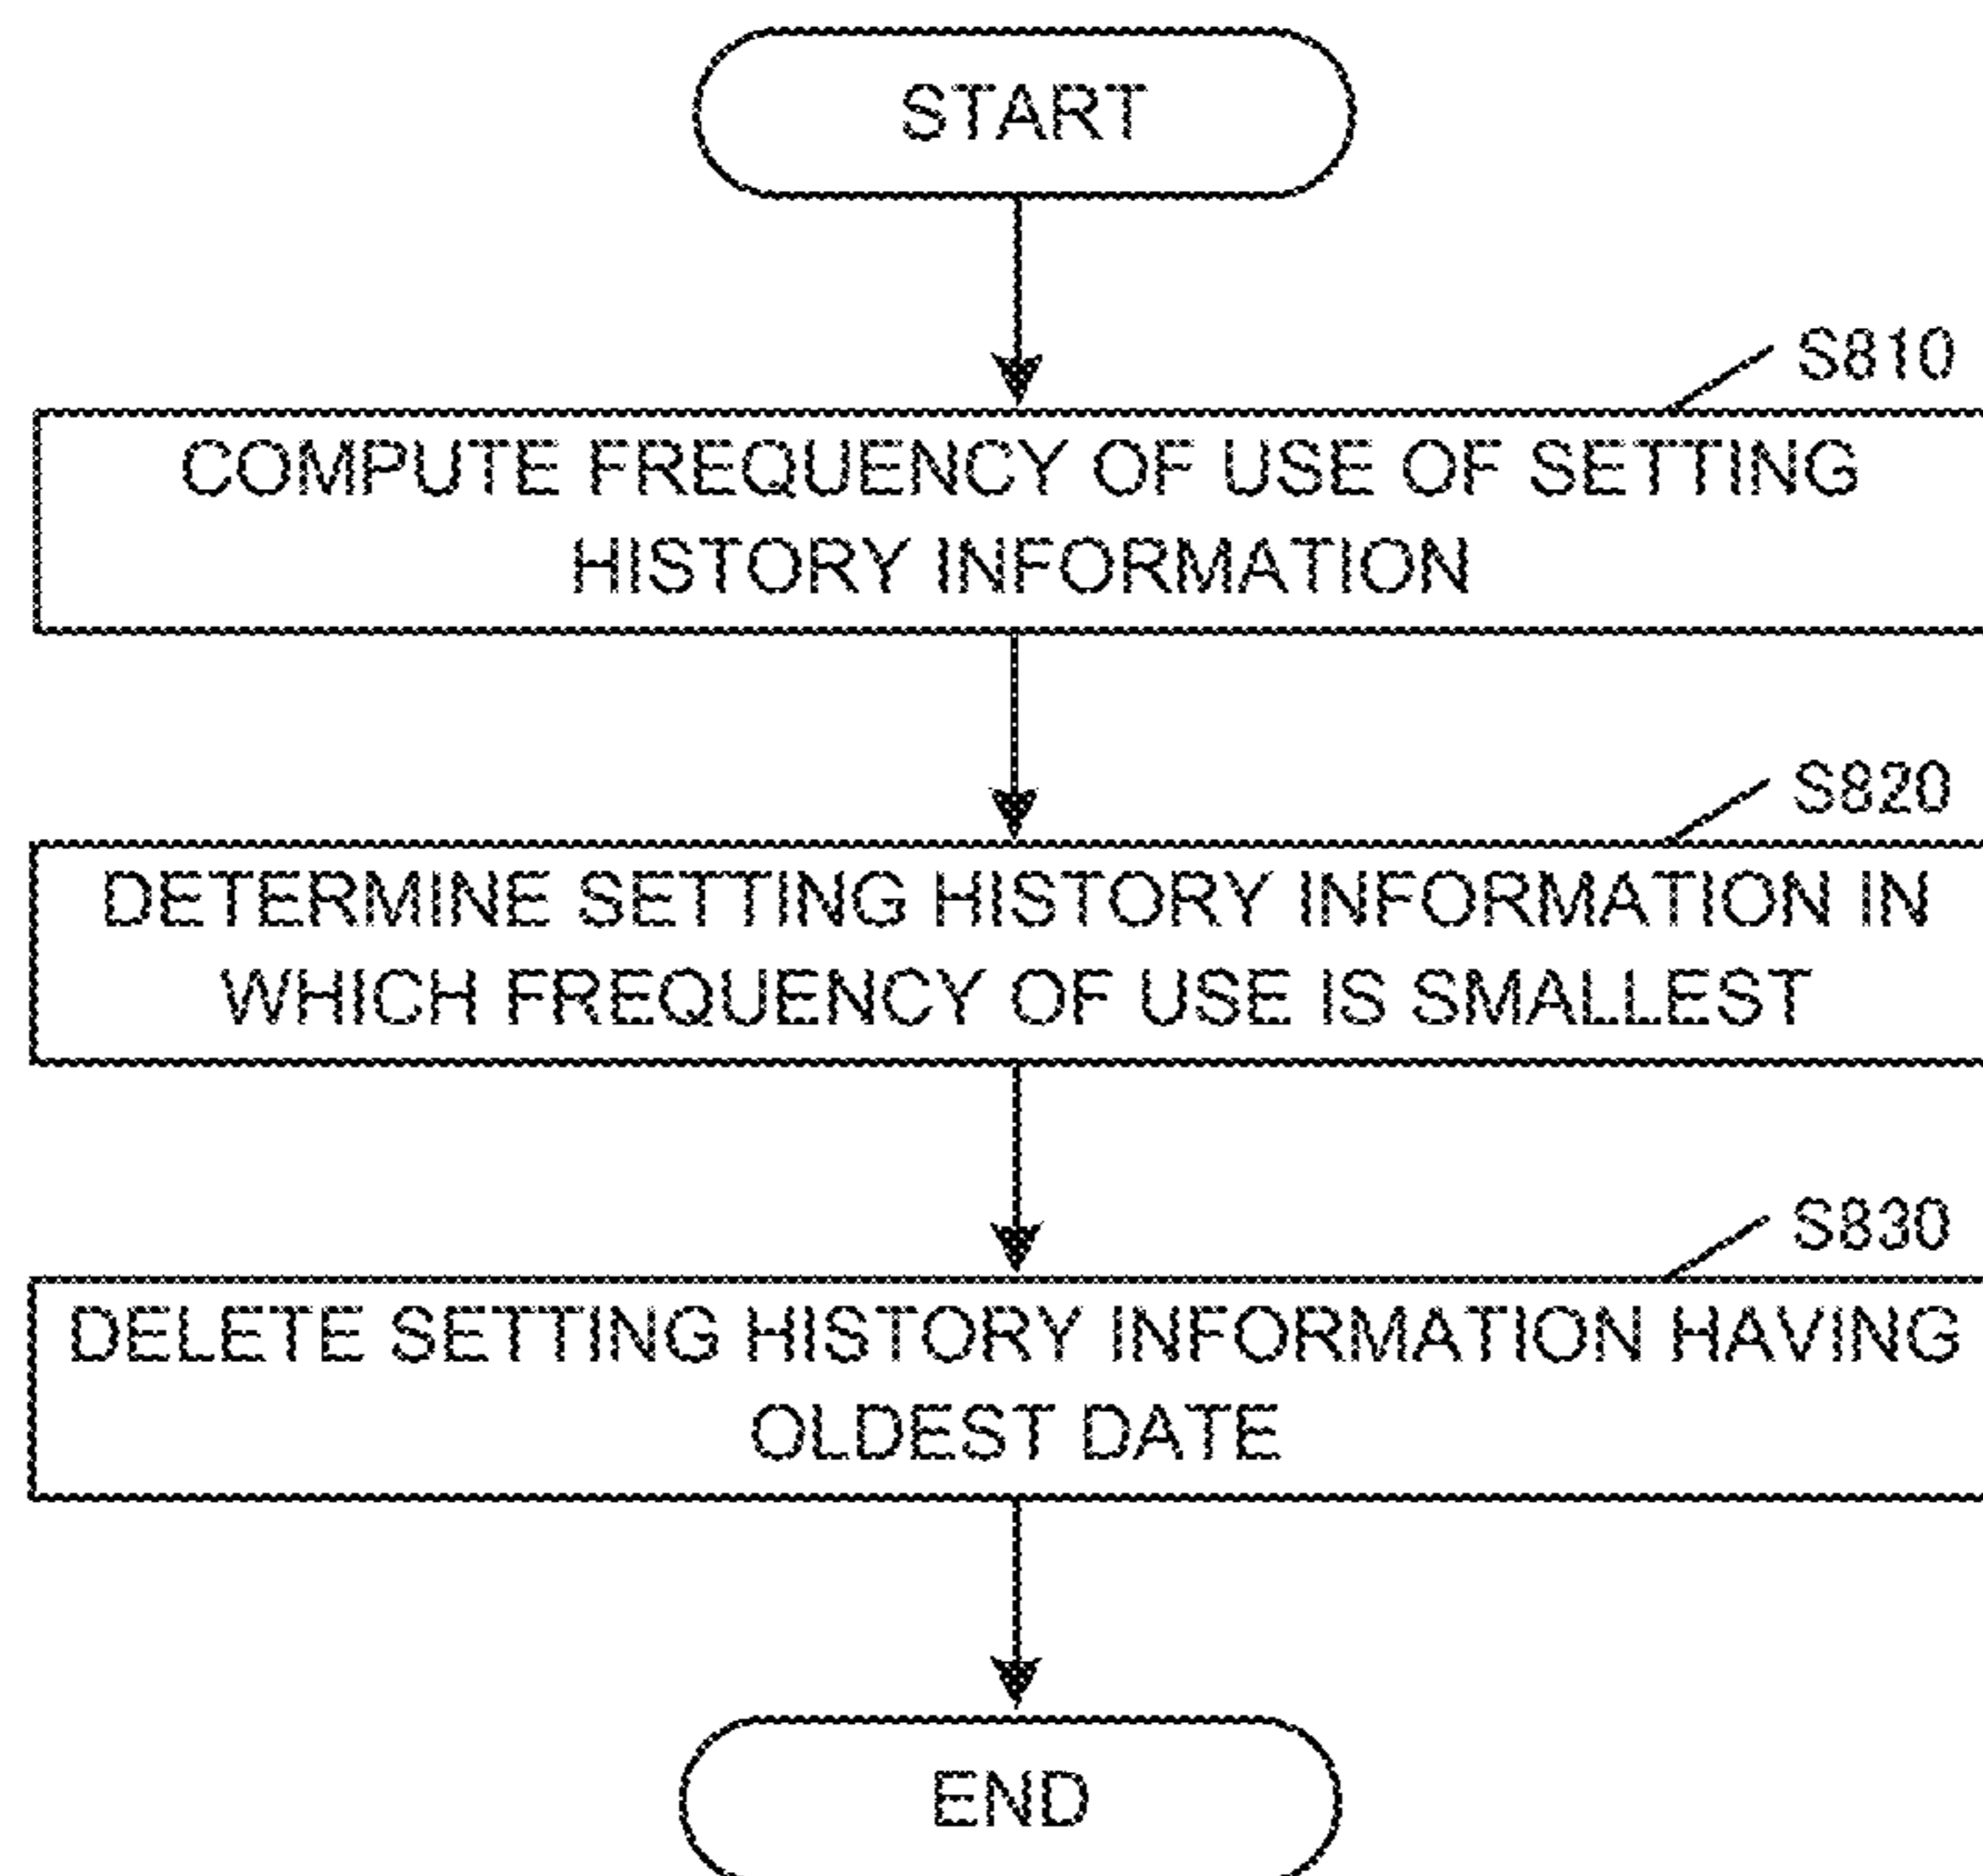 START
S810
COMPUTE FREQUENCY OF USE OF SETTING
HISTORY INFORMATION
S820
DETERMINE SETTING HISTORY INFORMATION IN
WHICH FREQUENCY OF USE IS SMALLEST
S830
DELETE SETTING HISTORY INFORMATION HAVING
OLDEST DATE
END